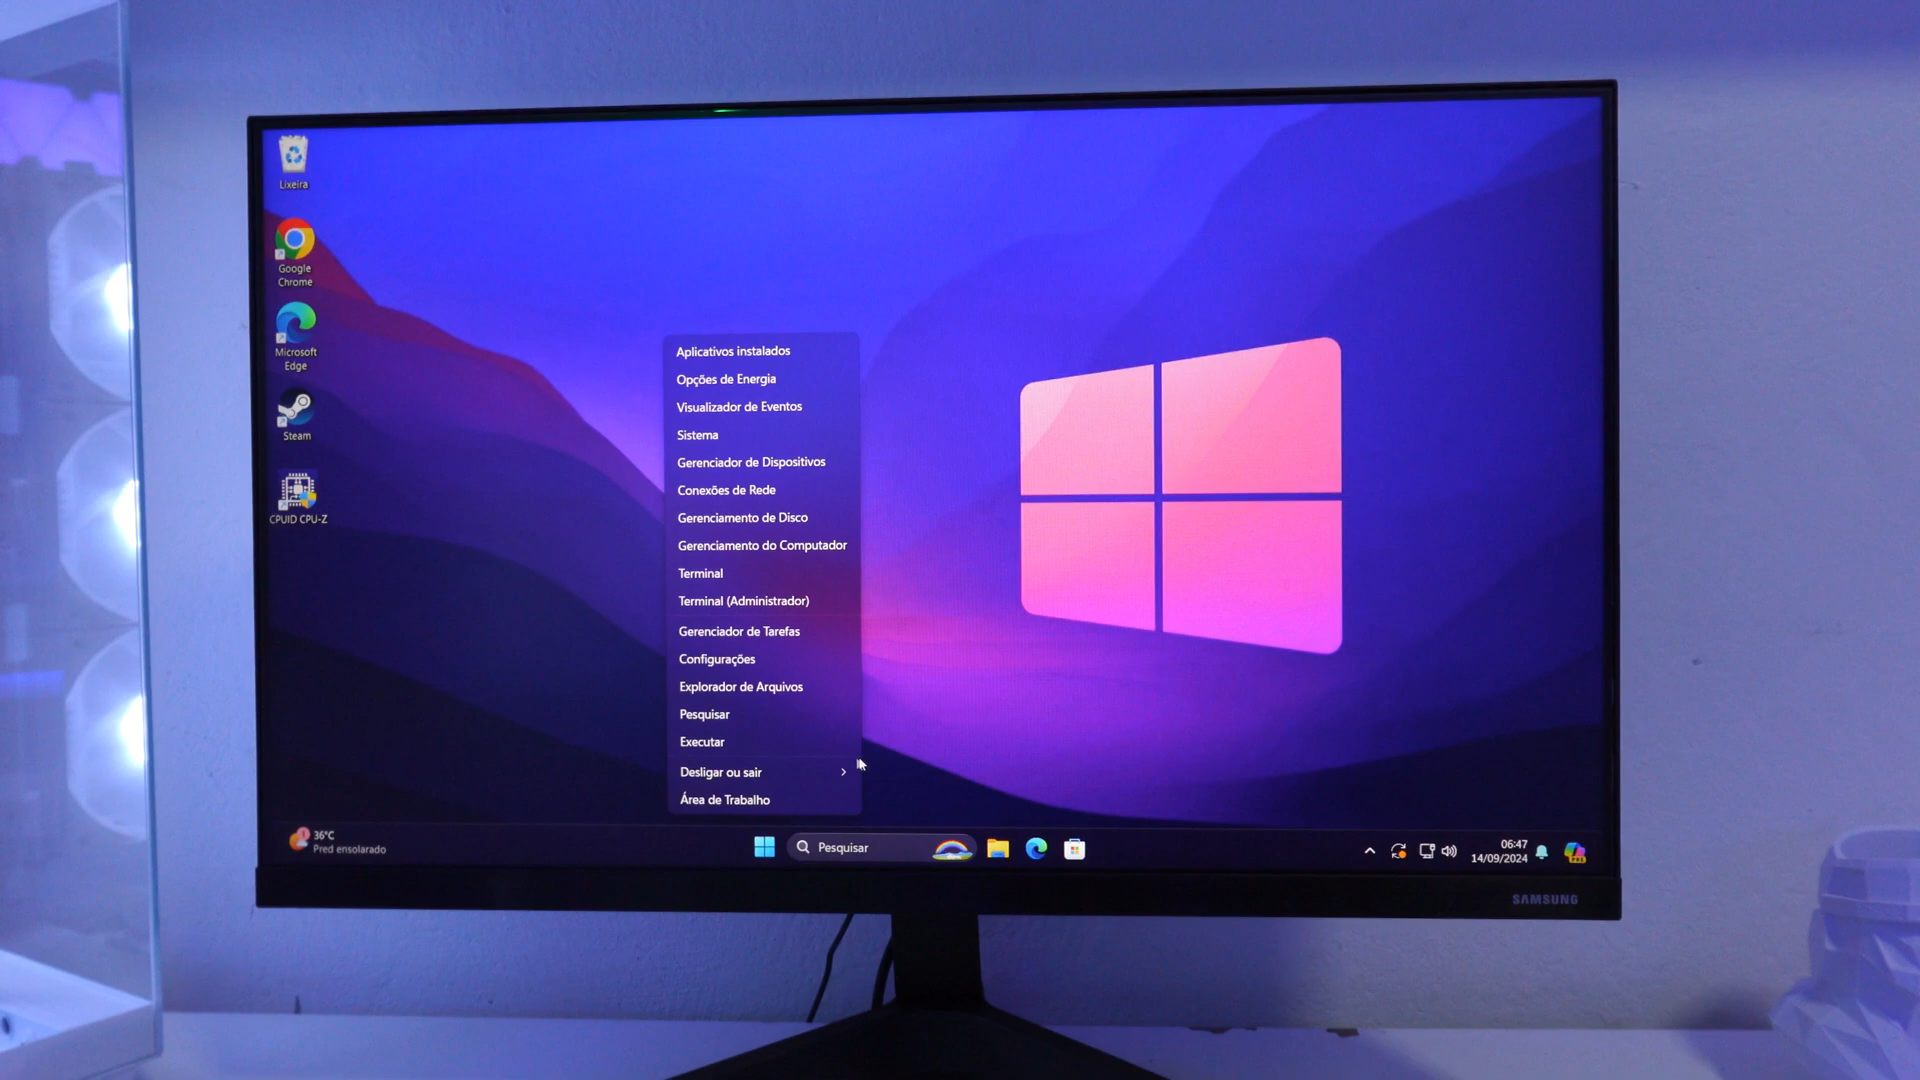 Lixeira
Google
Chrome
Microsoft
Edge
Steam
CPUID CPU-Z
Aplicativos instalados
Opções de Energia
Visualizador de Eventos
Sistema
Gerenciador de Dispositivos
Conexões de Rede
Gerenciamento de Disco
Gerenciamento do Computador
Terminal
Terminal (Administrador)
Gerenciador de Tarefas
Configurações
Explorador de Arquivos
Pesquisar
Executar
Desligar ou sair
Área de Trabalho
36°C
Pred ensolarado
Pesquisar
06:47
14/09/2024
PRE
SAMSUNG